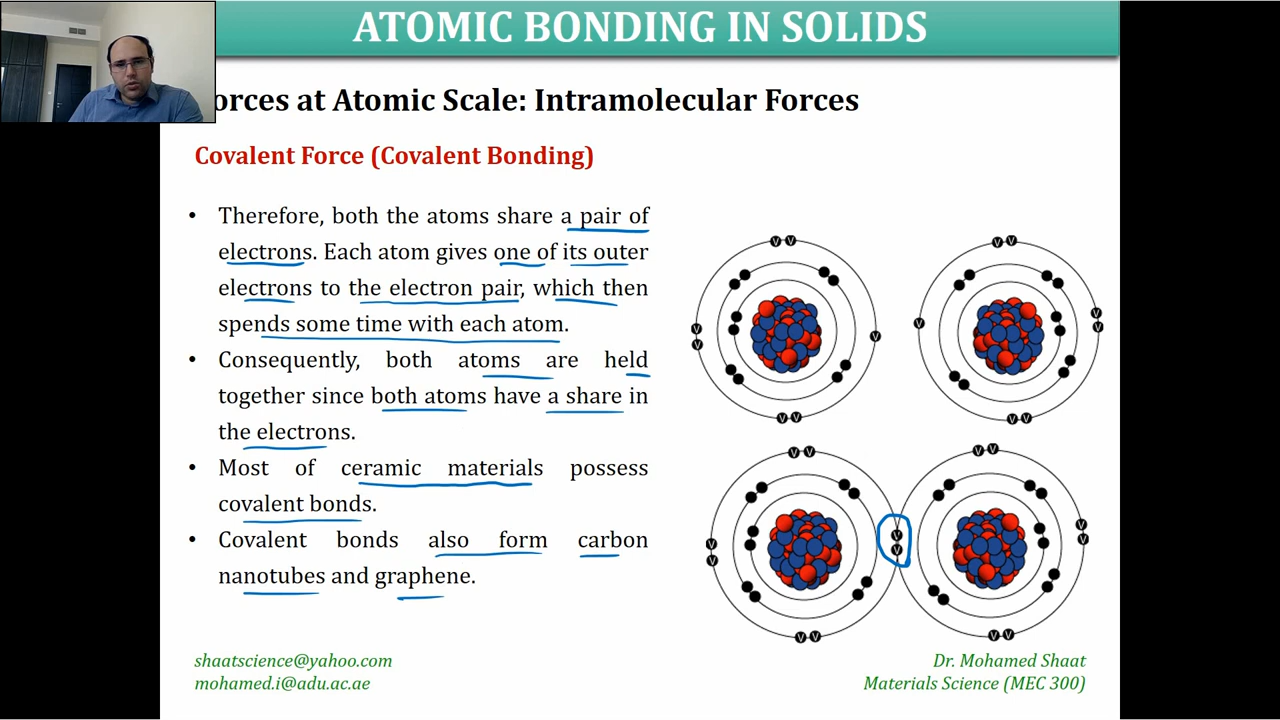 ATOMIC BONDING IN SOLIDS
orces at Atomic Scale: Intramolecular Forces
Covalent Force (Covalent Bonding)
• Therefore, both the atoms share a pair of
electrons. Each atom gives one of its outer
electrons to the electron pair, which then
spends some time with each atom.
• Consequently, both atoms are held
together since both atoms have a share in
the electrons.
• Most of ceramic materials possess
covalent bonds.
• Covalent bonds also form carbon
nanotubes and graphene.
V V V V
V V V V
V V V V
V V V V
V V V V
V V V V
V V V V
shaatscience@yahoo.com
mohamed.i@adu.ac.ae
Dr. Mohamed Shaat
Materials Science (MEC 300)